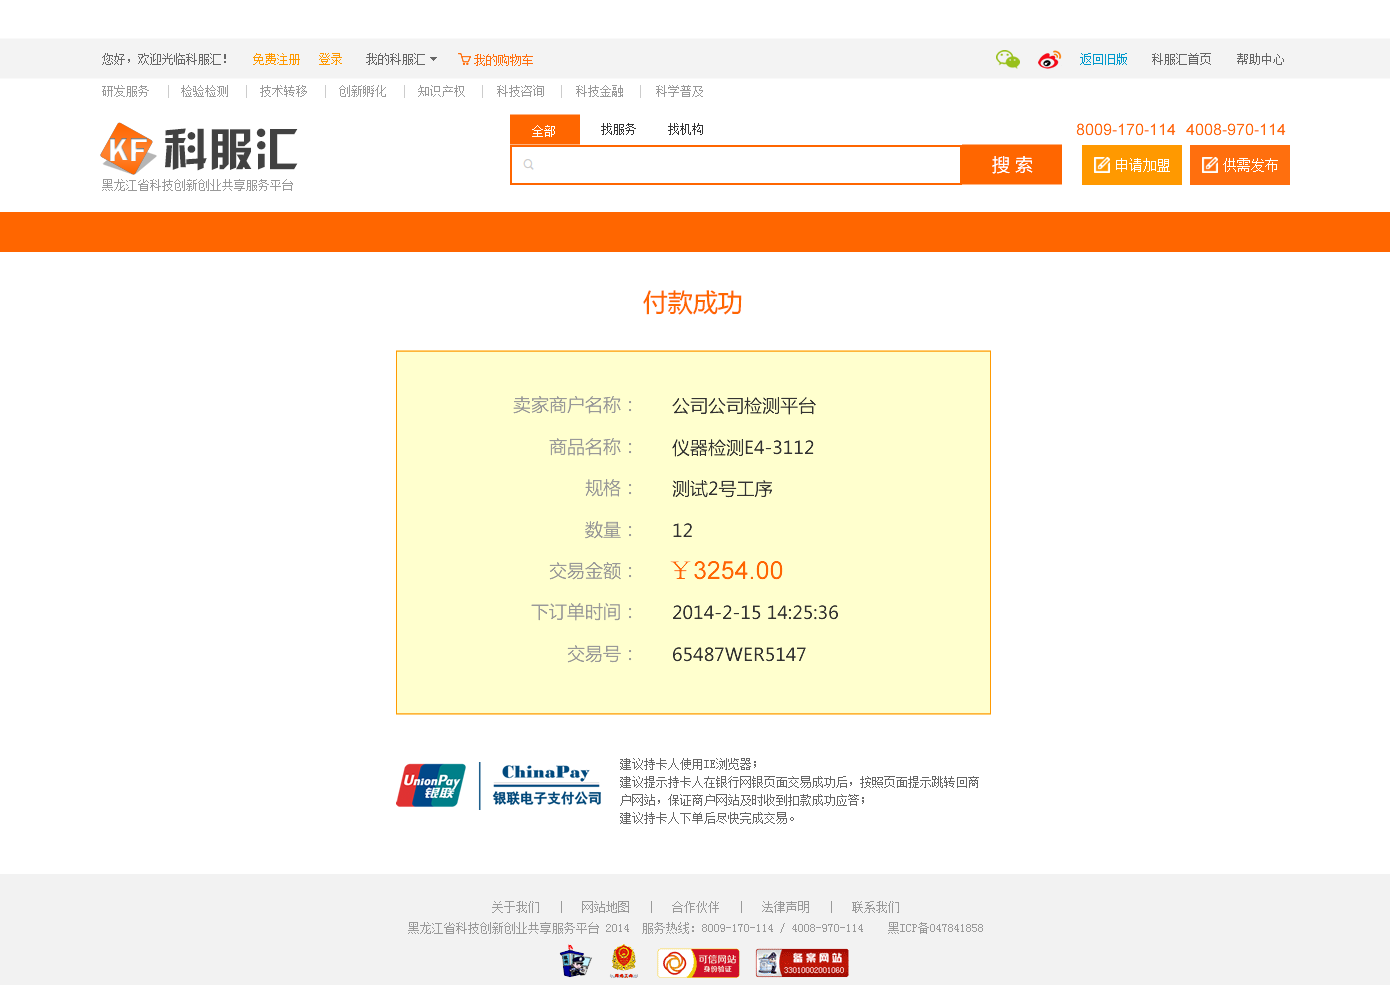 您好，欢迎光临科服汇！ 免费注册 登录 我的科服汇 我的购物车 返回旧版 科服汇首页 帮助中心
研发服务 | 检验检测 | 技术转移 | 创新孵化 | 知识产权 | 科技咨询 | 科技金融 | 科学普及
全部 找服务 找机构
8009-170-114 4008-970-114
KF 科服汇
搜 索
申请加盟 供需发布
黑龙江省科技创新创业共享服务平台
付款成功
卖家商户名称： 公司公司检测平台
商品名称： 仪器检测E4-3112
规格： 测试2号工序
数量： 12
交易金额： ￥3254.00
下订单时间： 2014-2-15 14:25:36
交易号： 65487WER5147
UnionPay 银联
ChinaPay
银联电子支付公司
建议持卡人使用IE浏览器；
建议提示持卡人在银行网银页面交易成功后，按照页面提示跳转回商
户网站，保证商户网站及时收到扣款成功应答；
建议持卡人下单后尽快完成交易。
关于我们 | 网站地图 | 合作伙伴 | 法律声明 | 联系我们
黑龙江省科技创新创业共享服务平台 2014 服务热线：8009-170-114 / 4008-970-114 黑ICP备047841858
可信网站
身份验证
备案网站
33010002001060